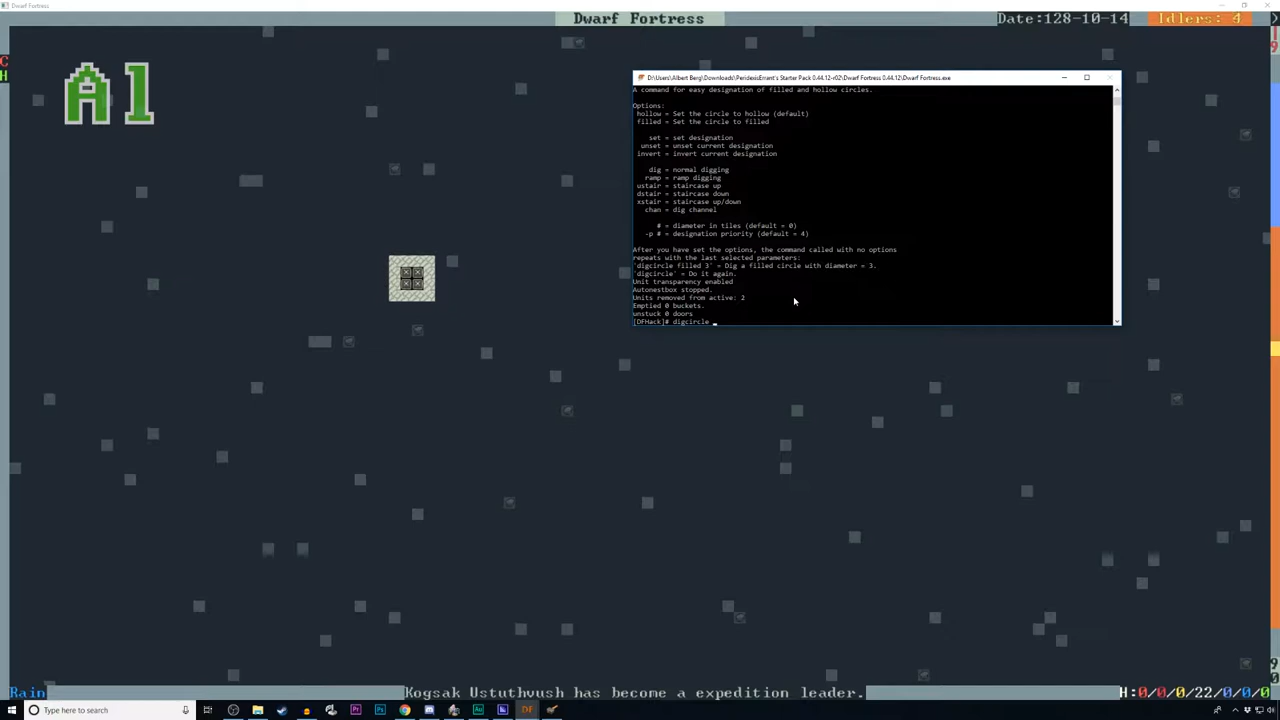 Dwarf Fortress
Dwarf Fortress
Date:128-10-14
Idlers: 4
Al
D:\Users\Albert Berg\Downloads\PeridexisErrant's Starter Pack 0.44.12-r02\Dwarf Fortress 0.44.12\Dwarf Fortress.exe
A command for easy designation of filled and hollow circles.
Options:
hollow = Set the circle to hollow (default)
filled = Set the circle to filled
set = set designation
unset = unset current designation
invert = invert current designation
dig = normal digging
ramp = ramp digging
ustair = staircase up
dstair = staircase down
xstair = staircase up/down
chan = dig channel
# = diameter in tiles (default = 0)
-p # = designation priority (default = 4)
After you have set the options, the command called with no options
repeats with the last selected parameters:
'digcircle filled 3' = Dig a filled circle with diameter = 3.
'digcircle' = Do it again.
Unit transparency enabled
Autonestbox stopped.
Units removed from active: 2
Emptied 0 buckets.
unstuck 0 doors
[DFHack]# digcircle _
C
H
19
Rain
Kogsak Ustuthvush has become a expedition leader.
H:0/0/0/22/0/0/0
Type here to search